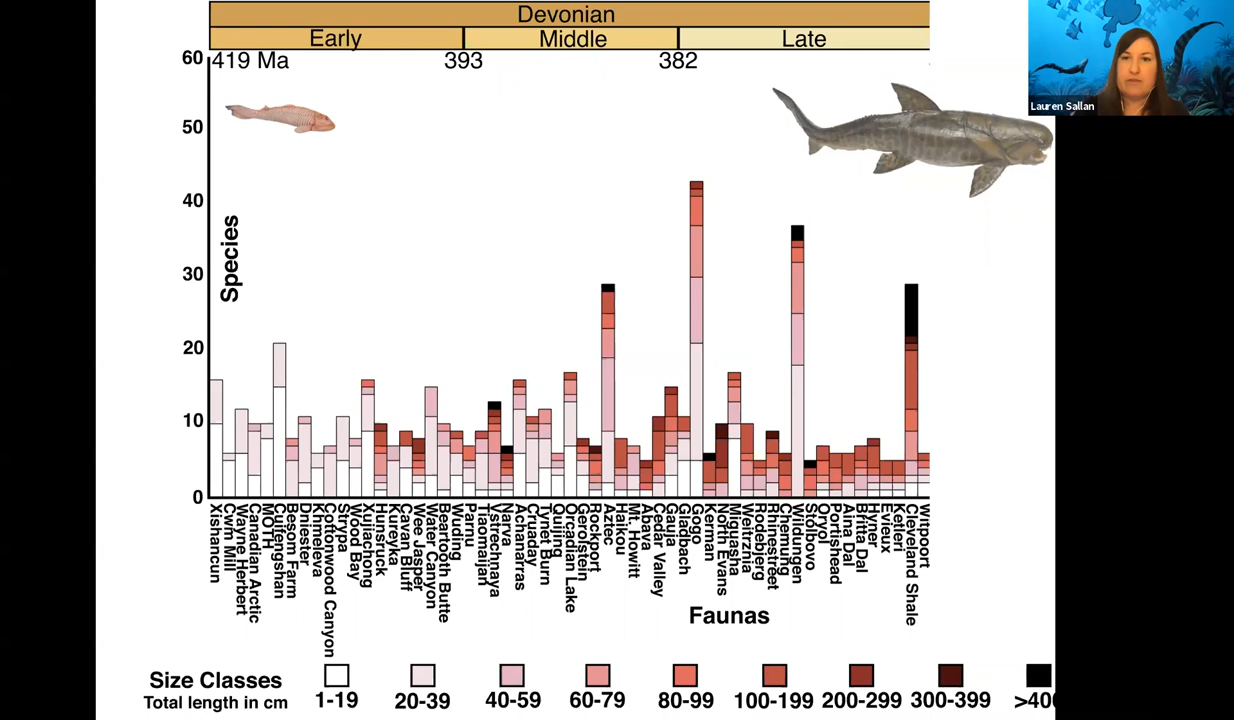 Devonian
Early
Middle
Late
419 Ma
393
382
60
50
40
30
20
10
0
Species
Lauren Sallan
Xishancun
Cwm Mill
Wayne Herbert
Canadian Arctic
MOTH
Cuifengshan
Besom Farm
Dniester
Khmeleva
Cottonwood Canyon
Strypa
Wood Bay
Xujiachong
Hunsruck
Kureyka
Cavan Bluff
Wee Jasper
Water Canyon
Beartooth Butte
Wuding
Parnu
Tiaomaijan
Vstrechnaya
Narva
Achanarras
Cruaday
Tynet Burn
Qujing
Orcadian Lake
Gerolstein
Rockport
Aztec
Haikou
Mt. Howitt
Abava
Cedar Valley
Gauja
Gladbach
Gogo
Kerman
North Evans
Miguasha
Weitrznia
Rodebjerg
Rhinestreet
Chemung
Wildungen
Stolbovo
Oryol
Portishead
Aina Dal
Britta Dal
Hyner
Evieux
Ketleri
Cleveland Shale
Witpoort
Faunas
Size Classes
Total length in cm
1-19
20-39
40-59
60-79
80-99
100-199
200-299
300-399
>400